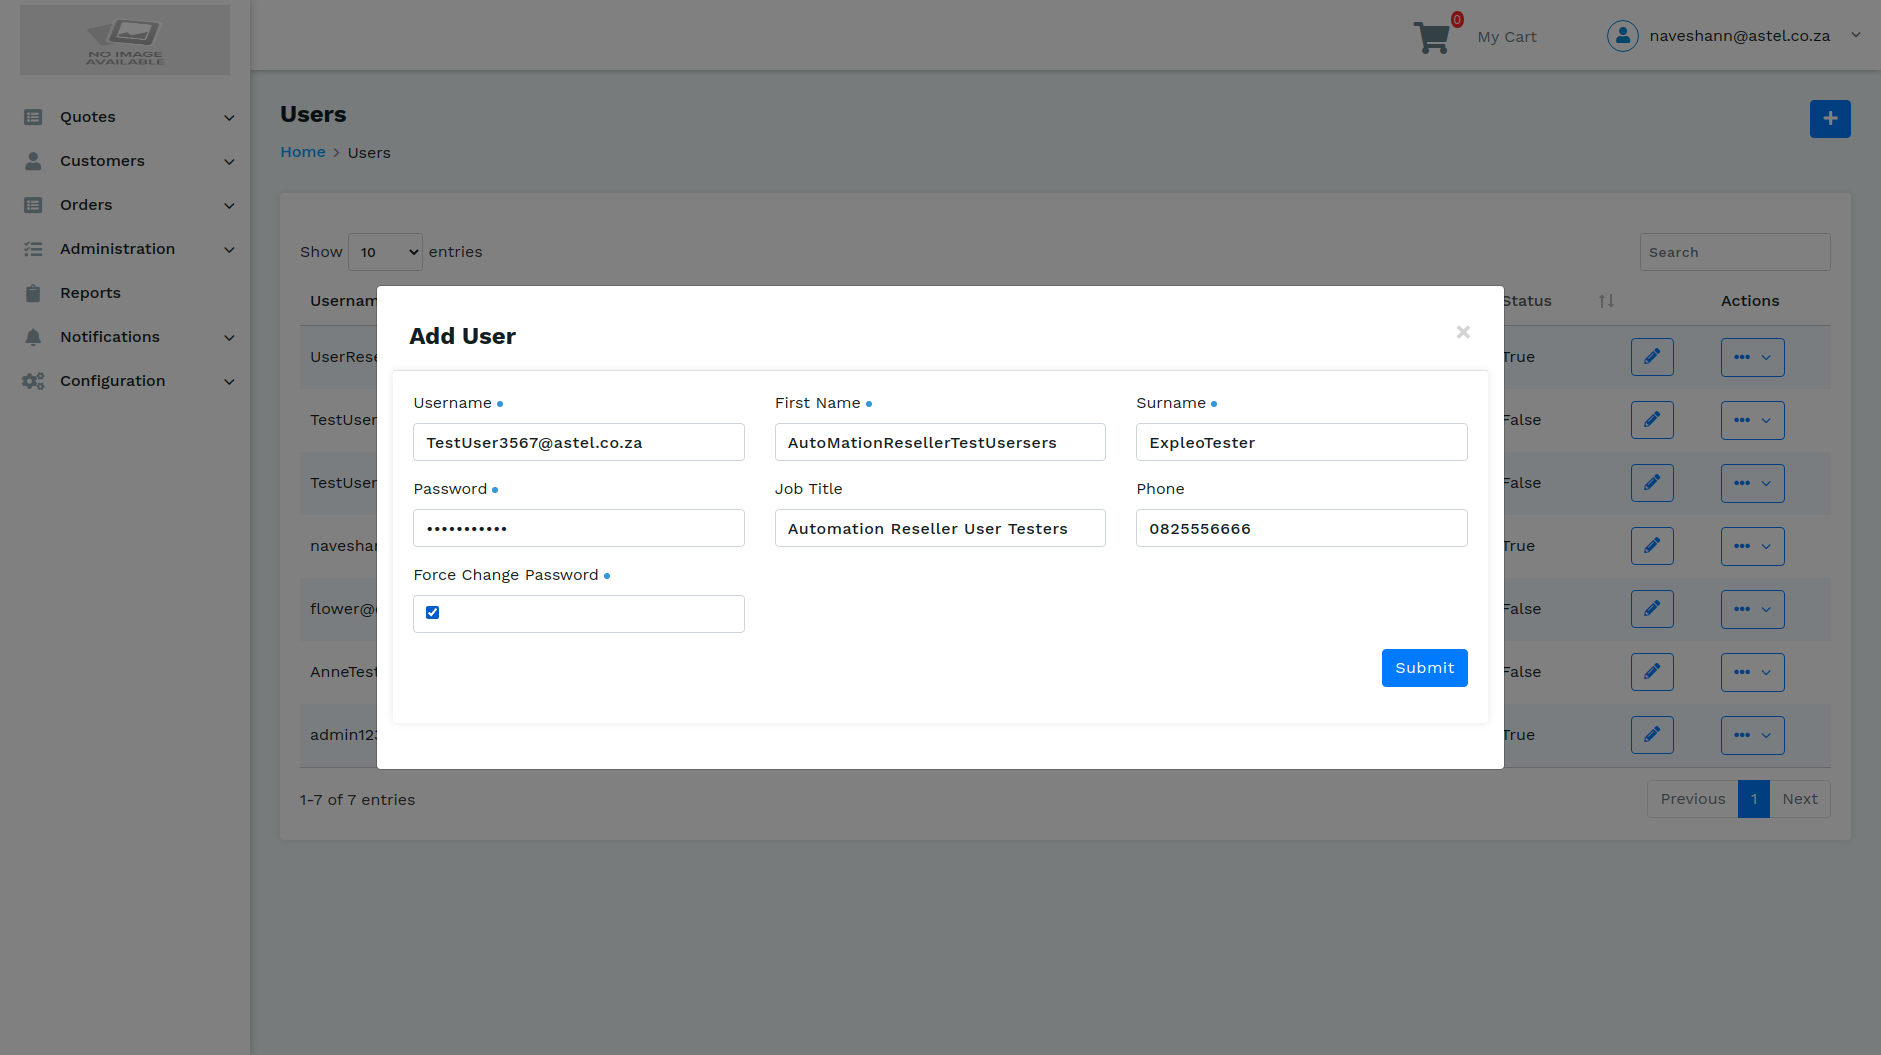 NO IMAGE
AVAILABLE
0
My Cart
naveshann@astel.co.za
Quotes
Customers
Orders
Administration
Reports
Notifications
Configuration
Users
Home > Users
Show 10 entries
Search
Usernam
Status
Actions
UserRese
True
TestUser
False
TestUser
False
naveshan
True
flower@
False
AnneTest
False
admin123
True
1-7 of 7 entries
Previous 1 Next
Add User
×
Username
First Name
Surname
TestUser3567@astel.co.za
AutoMationResellerTestUsersers
ExpleoTester
Password
Job Title
Phone
•••••••••••
Automation Reseller User Testers
0825556666
Force Change Password
Submit